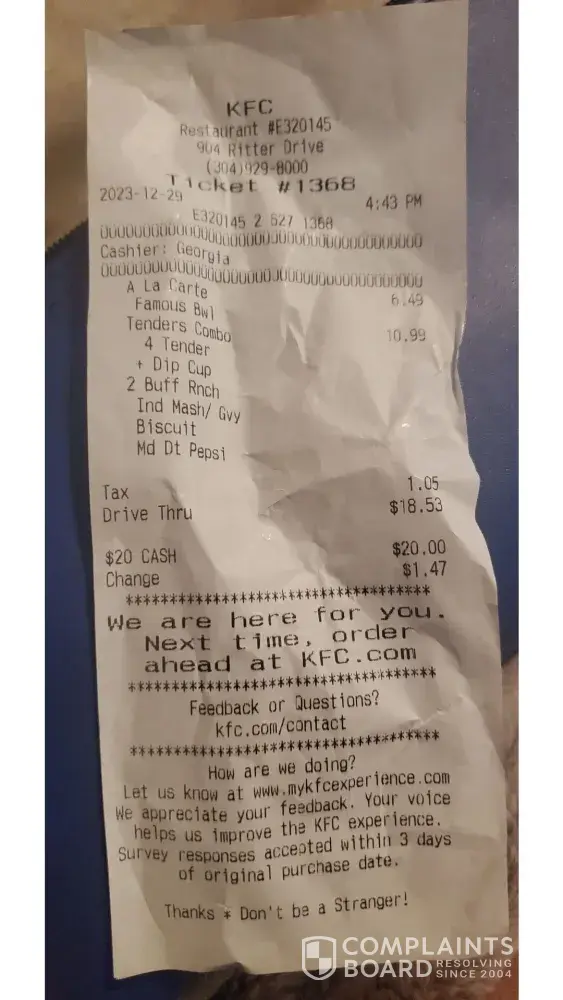 KFC
Restaurant #E320145
904 Ritter Drive
(304)929-8000
Ticket #1368
2023-12-29 4:43 PM
E320145 2 527 1368
Cashier: Georgia
A La Carte
Famous Bwl 6.49
Tenders Combo 10.99
4 Tender
+ Dip Cup
2 Buff Rnch
Ind Mash/ Gvy
Biscuit
Md Dt Pepsi
Tax 1.05
Drive Thru $18.53
$20 CASH $20.00
Change $1.47
***********************************
We are here for you.
Next time, order
ahead at KFC.com
***********************************
Feedback or Questions?
kfc.com/contact
***********************************
How are we doing?
Let us know at www.mykfcexperience.com
We appreciate your feedback. Your voice
helps us improve the KFC experience.
Survey responses accepted within 3 days
of original purchase date.
Thanks * Don't be a Stranger!
COMPLAINTS
BOARD RESOLVING
SINCE 2004